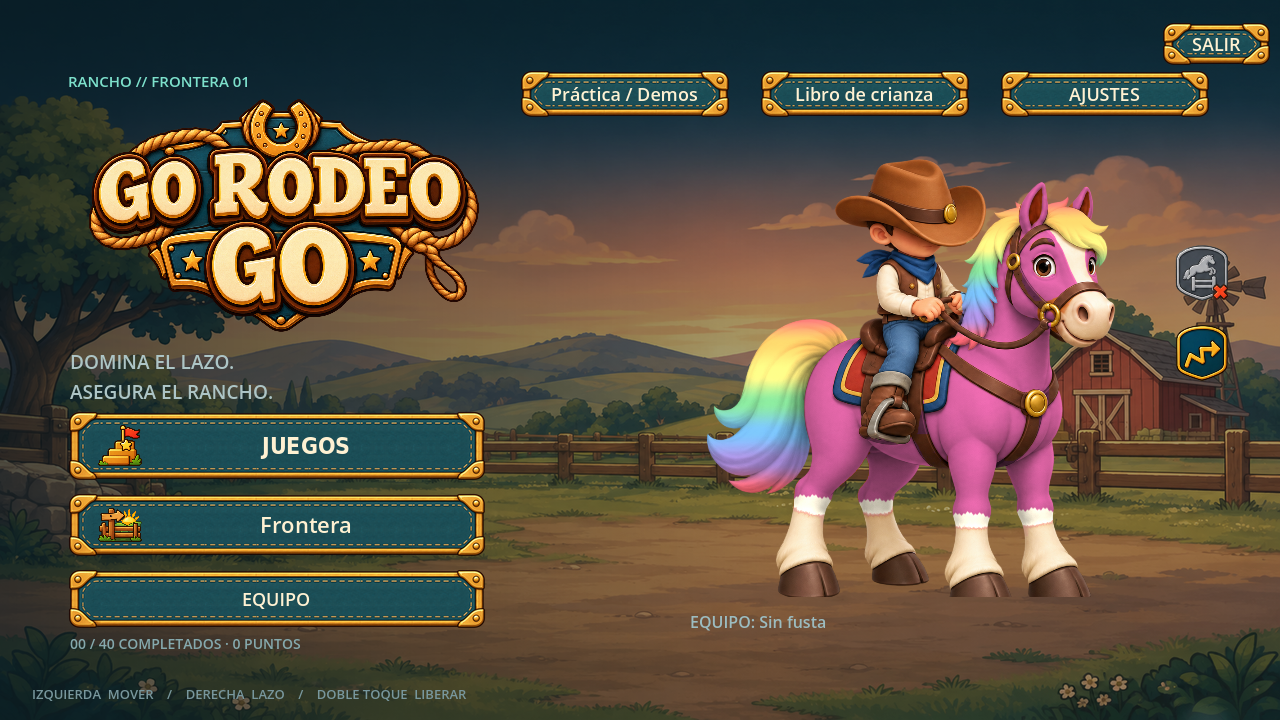 SALIR
RANCHO // FRONTERA 01
Práctica / Demos
Libro de crianza
AJUSTES
GO RODEO
GO
DOMINA EL LAZO.
ASEGURA EL RANCHO.
JUEGOS
Frontera
EQUIPO
EQUIPO: Sin fusta
00 / 40 COMPLETADOS · 0 PUNTOS
IZQUIERDA MOVER / DERECHA LAZO / DOBLE TOQUE LIBERAR